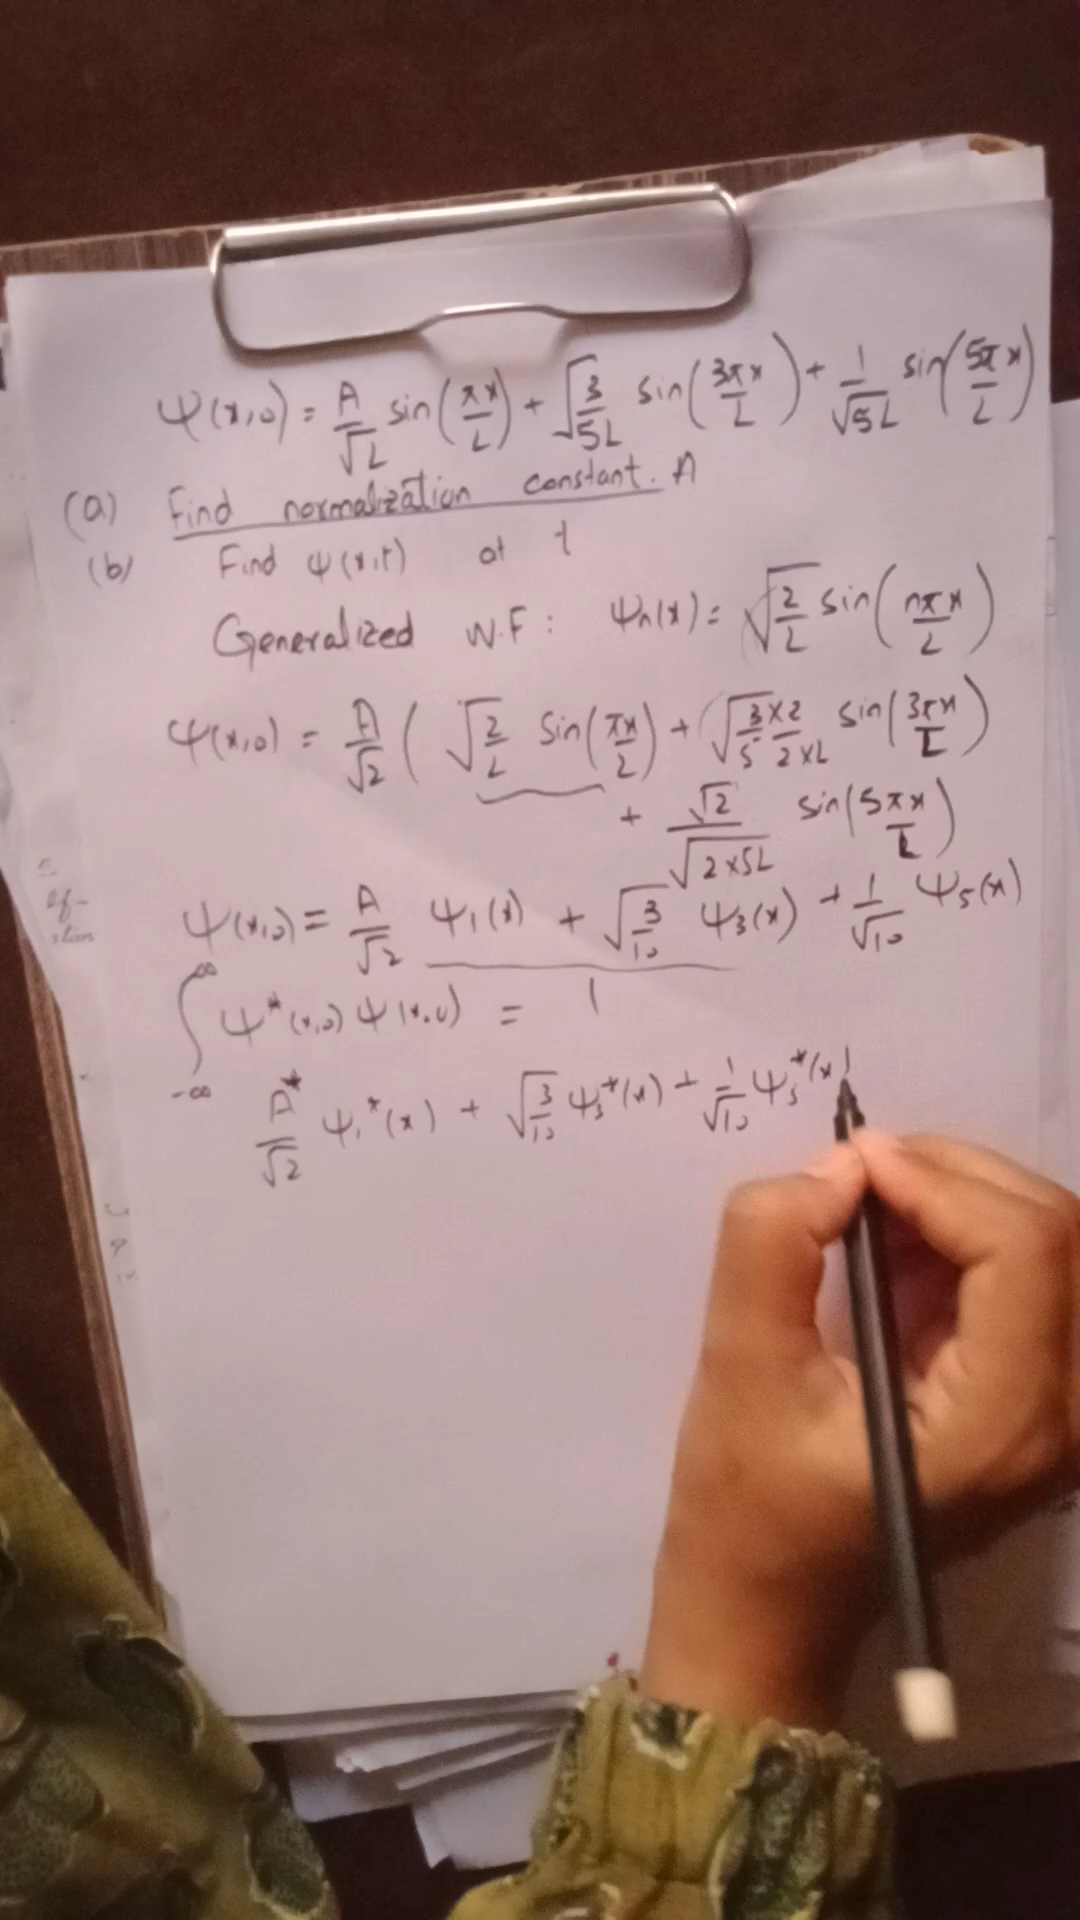 ψ(x,0) = A/√L sin(πx/L) + √(3/5L) sin(3πx/L) + 1/√5L sin(5πx/L)
(a) Find normalization constant. A
(b) Find ψ(x,t) at t
Generalized W.F: ψn(x) = √(2/L) sin(nπx/L)
ψ(x,0) = A/√2 ( √(2/L) sin(πx/L) + √(3/5 × 2/2×L) sin(3πx/L)
+ √2/√(2×5L) sin(5πx/L)
ψ(x,0) = A/√2 ψ₁(x) + √(3/10) ψ₃(x) + 1/√10 ψ₅(x)
∫_{-∞}^{∞} ψ*(x,0) ψ(x,0) = 1
A*/√2 ψ₁*(x) + √(3/10) ψ₃*(x) + 1/√10 ψ₅*(x)